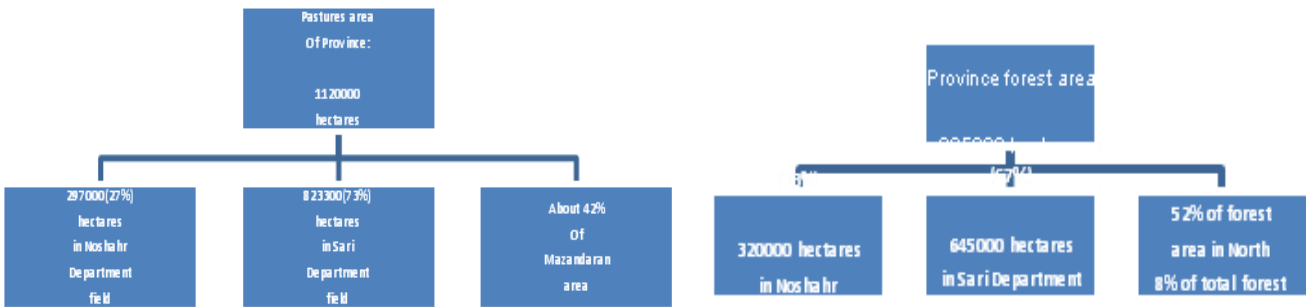 Pastures area
Of Province:
1120000
hectares
297000(27%)
hectares
in Noshahr
Department
field
823300(73%)
hectares
in Sari
Department
field
About 42%
Of
Mazandaran
area
Province forest area
(67%)
320000 hectares
in Noshahr
645000 hectares
in Sari Department
52% of forest
area in North
8% of total forest